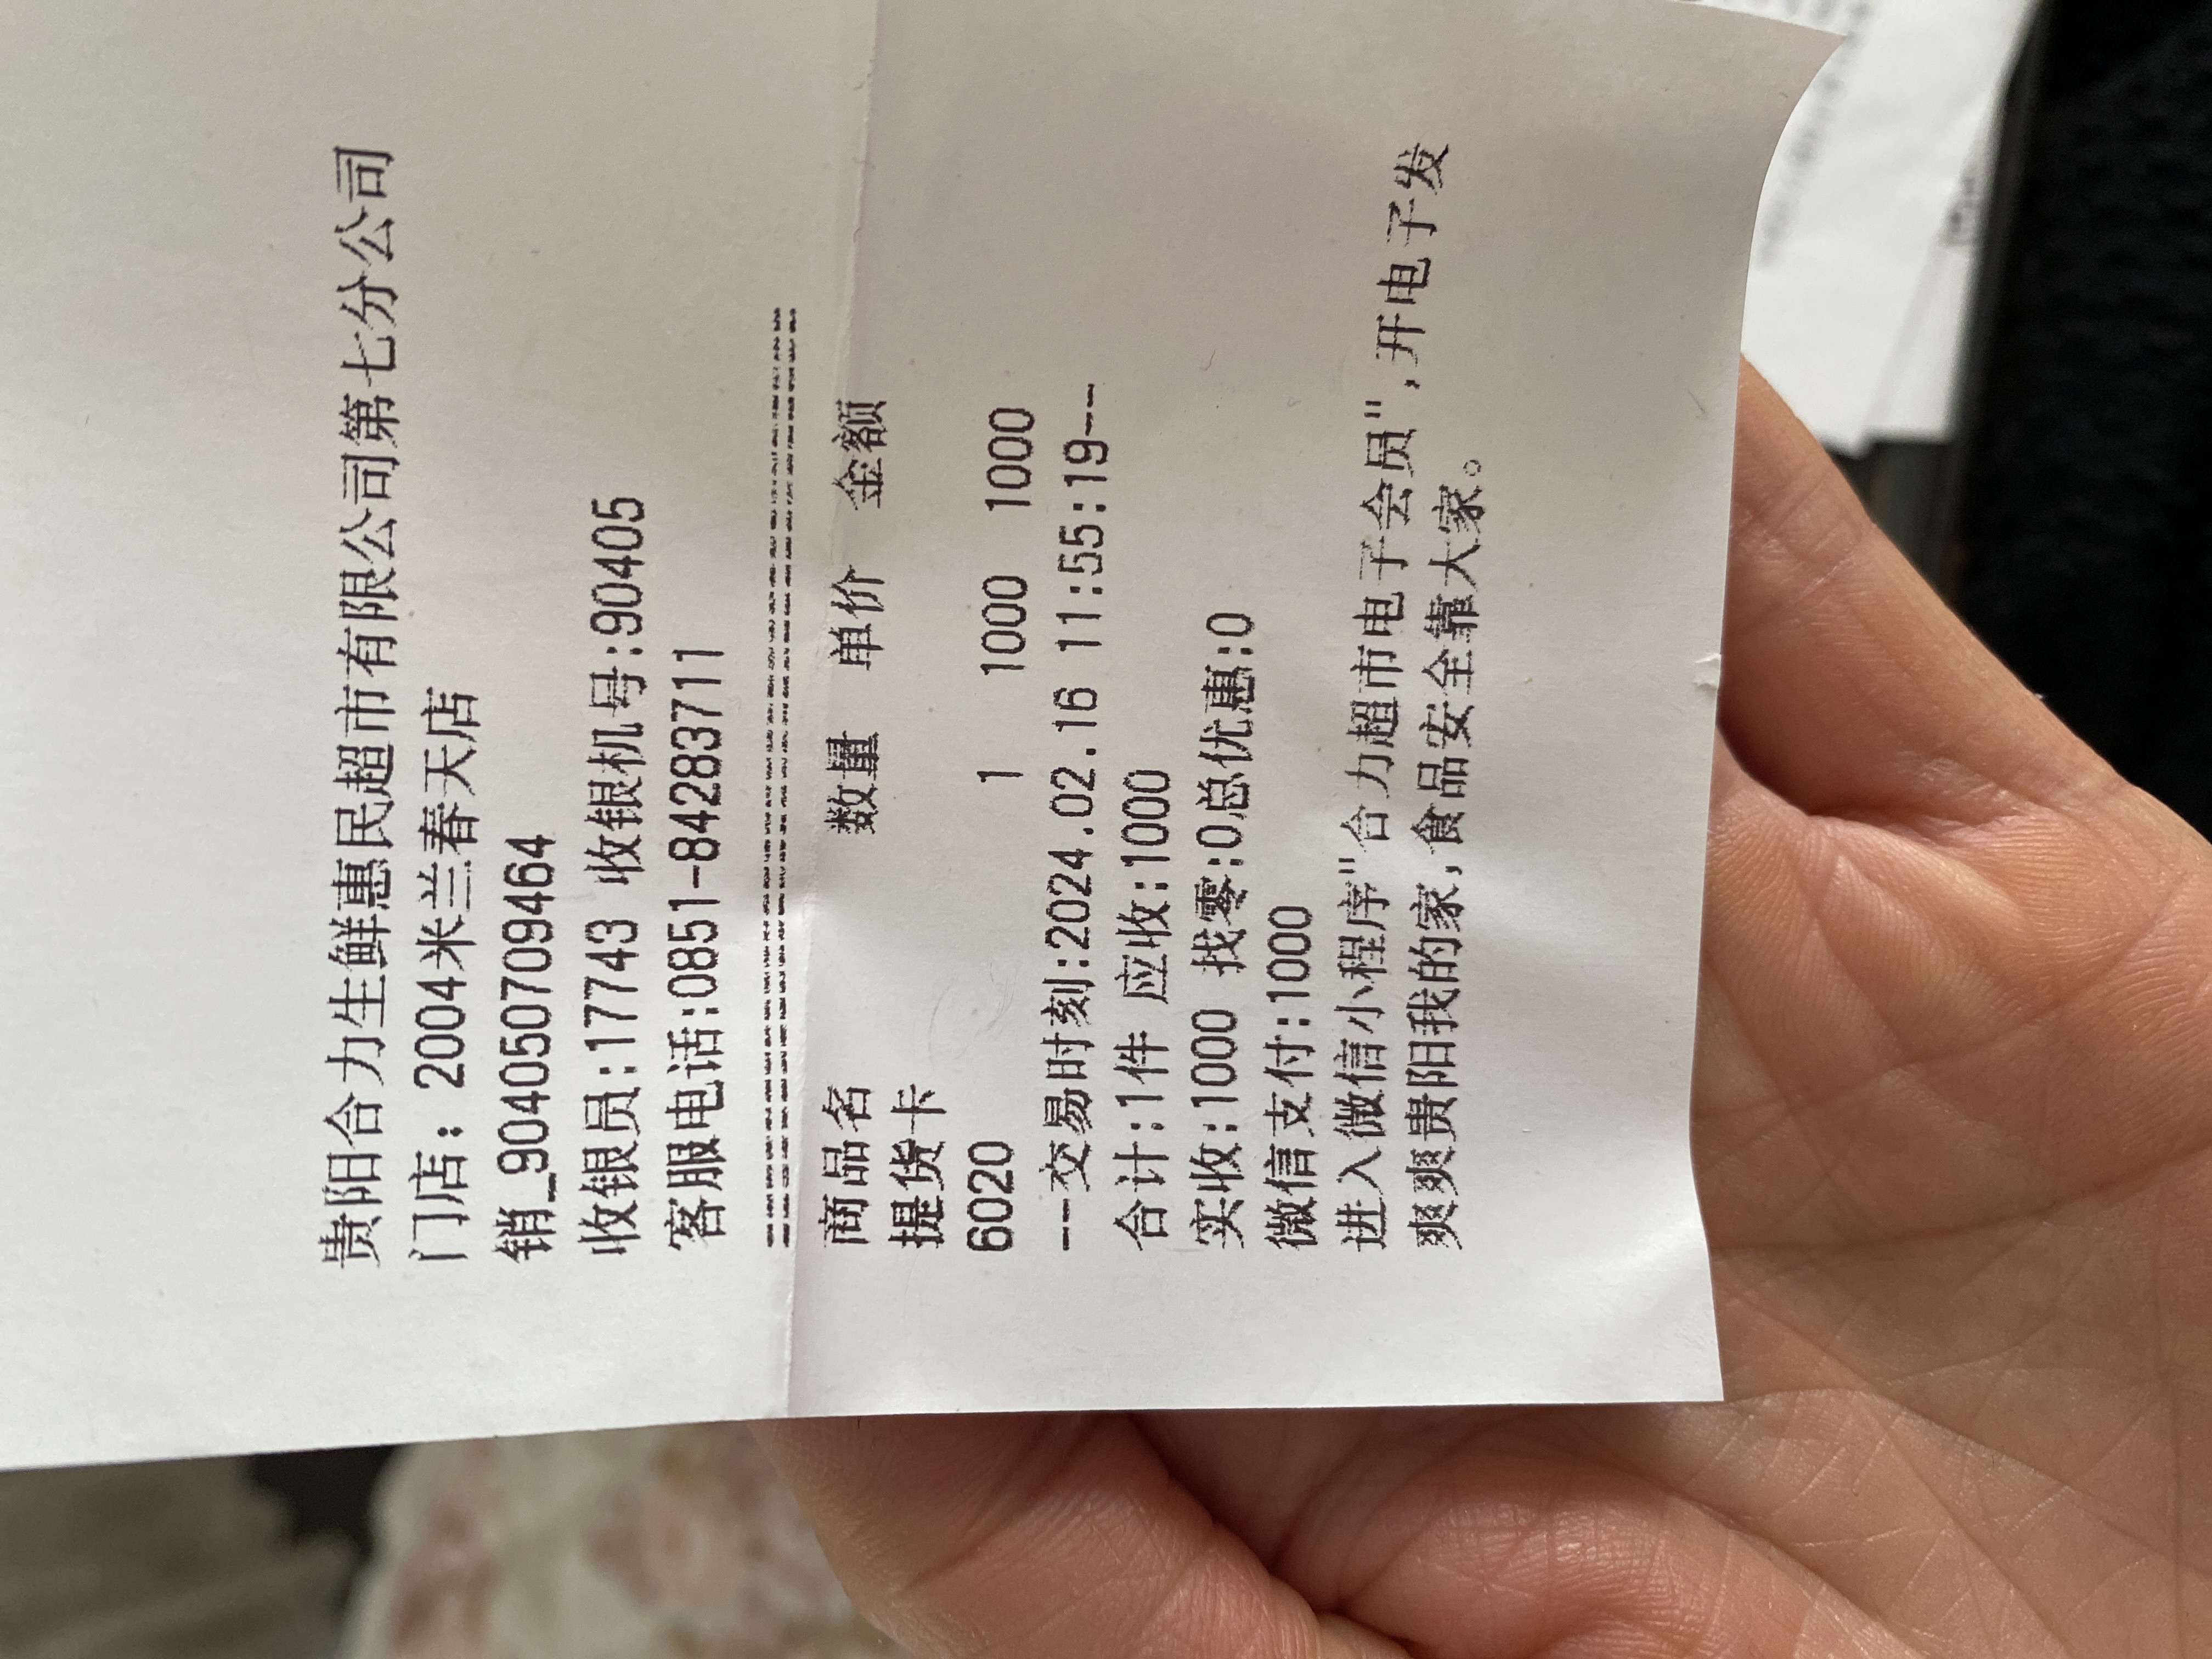 贵阳合力生鲜惠民超市有限公司第七分公司
门店: 2004米兰春天店
销_904050709464
收银员:17743 收银机号:90405
客服电话:0851-84283711
商品名 数量 单价 金额
提货卡
6020 1 1000 1000
--交易时刻:2024.02.16 11:55:19--
合计:1件 应收:1000
实收:1000 找零:0总优惠:0
微信支付:1000
进入微信小程序"合力超市电子会员",开电子发
爽爽贵阳我的家,食品安全靠大家。